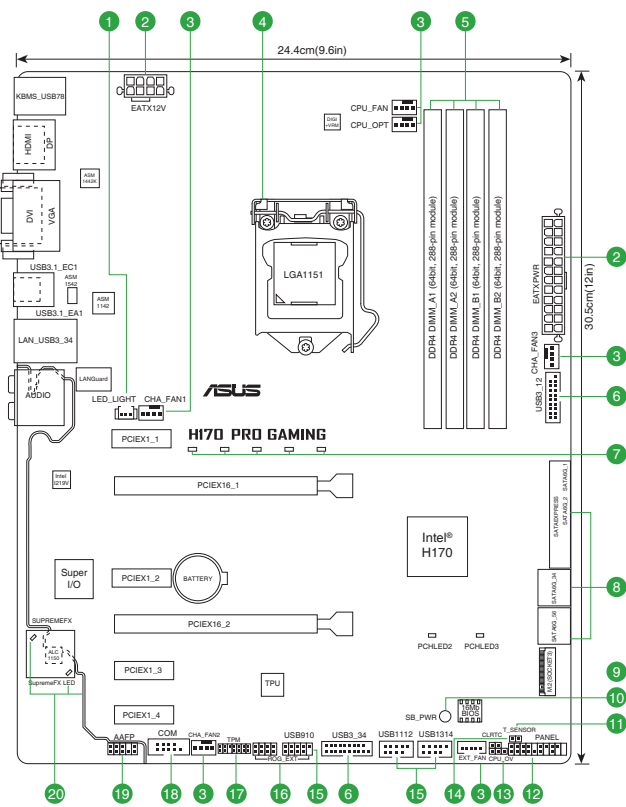 1
2
3
4
3
5
24.4cm(9.6in)
KBMS_USB78
EATX12V
CPU_FAN
DIGI
+VRM
CPU_OPT
HDMI
DP
ASM
1442K
DVI
VGA
LGA1151
DDR4 DIMM_A1 (64bit, 288-pin module)
DDR4 DIMM_A2 (64bit, 288-pin module)
DDR4 DIMM_B1 (64bit, 288-pin module)
DDR4 DIMM_B2 (64bit, 288-pin module)
EATXPWR
2
30.5cm(12in)
USB3.1_EC1
ASM
1542
ASM
1142
USB3.1_EA1
LAN_USB3_34
CHA_FAN3
3
LANGuard
AUDIO
ASUS
USB3_12
6
LED_LIGHT
CHA_FAN1
PCIEX1_1
H170 PRO GAMING
7
Intel
I219V
PCIEX16_1
SATAEXPRESS
SATA6G_1
SATA6G_2
Intel®
H170
Super
I/O
PCIEX1_2
BATTERY
SATA6G_34
8
SUPREMEFX
PCIEX16_2
SATA6G_56
ALC
1150
PCHLED2
PCHLED3
SupremeFX LED
PCIEX1_3
TPU
M.2(SOCKET3)
9
10
SB_PWR
16Mb
BIOS
PCIEX1_4
11
T_SENSOR
AAFP
COM
CHA_FAN2
TPM
USB910
USB3_34
USB1112
USB1314
CLRTC
PANEL
ROG_EXT
EXT_FAN
CPU_OV
20
19
18
3
17
16
15
6
15
14
3
13
12